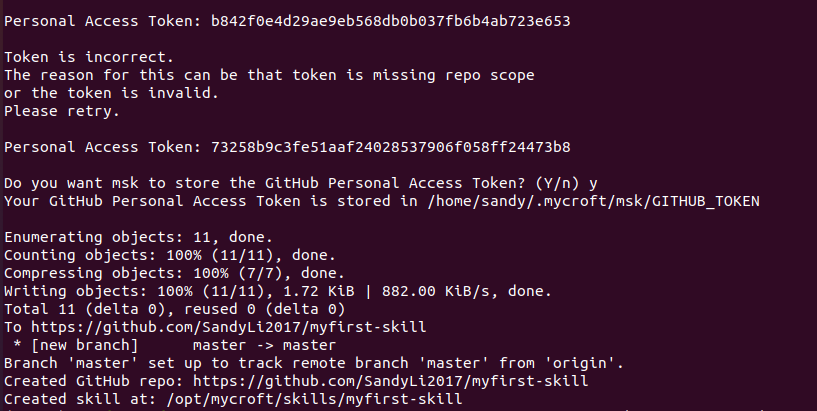 Personal Access Token: b842f0e4d29ae9eb568db0b037fb6b4ab723e653
Token is incorrect.
The reason for this can be that token is missing repo scope
or the token is invalid.
Please retry.
Personal Access Token: 73258b9c3fe51aaf24028537906f058ff24473b8
Do you want msk to store the GitHub Personal Access Token? (Y/n) y
Your GitHub Personal Access Token is stored in /home/sandy/.mycroft/msk/GITHUB_TOKEN
Enumerating objects: 11, done.
Counting objects: 100% (11/11), done.
Compressing objects: 100% (7/7), done.
Writing objects: 100% (11/11), 1.72 KiB | 882.00 KiB/s, done.
Total 11 (delta 0), reused 0 (delta 0)
To https://github.com/SandyLi2017/myfirst-skill
 * [new branch]      master -> master
Branch 'master' set up to track remote branch 'master' from 'origin'.
Created GitHub repo: https://github.com/SandyLi2017/myfirst-skill
Created skill at: /opt/mycroft/skills/myfirst-skill